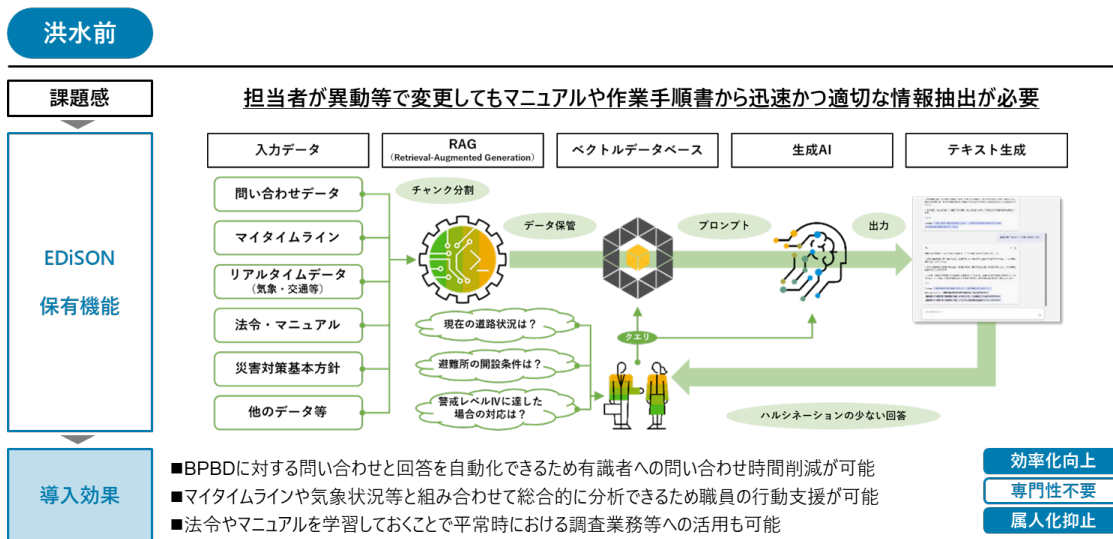 洪水前
課題感
担当者が異動等で変更してもマニュアルや作業手順書から迅速かつ適切な情報抽出が必要
EDiSON
保有機能
入力データ
RAG
(Retrieval-Augmented Generation)
ベクトルデータベース
生成AI
テキスト生成
問い合わせデータ
マイタイムライン
リアルタイムデータ
（気象・交通等）
法令・マニュアル
災害対策基本方針
他のデータ等
チャンク分割
データ保管
プロンプト
出力
現在の道路状況は？
避難所の開設条件は？
警戒レベルⅣに達した
場合の対応は？
クエリ
ハルシネーションの少ない回答
導入効果
■BPBDに対する問い合わせと回答を自動化できるため有識者への問い合わせ時間削減が可能
■マイタイムラインや気象状況等と組み合わせて総合的に分析できるため職員の行動支援が可能
■法令やマニュアルを学習しておくことで平常時における調査業務等への活用も可能
効率化向上
専門性不要
属人化抑止